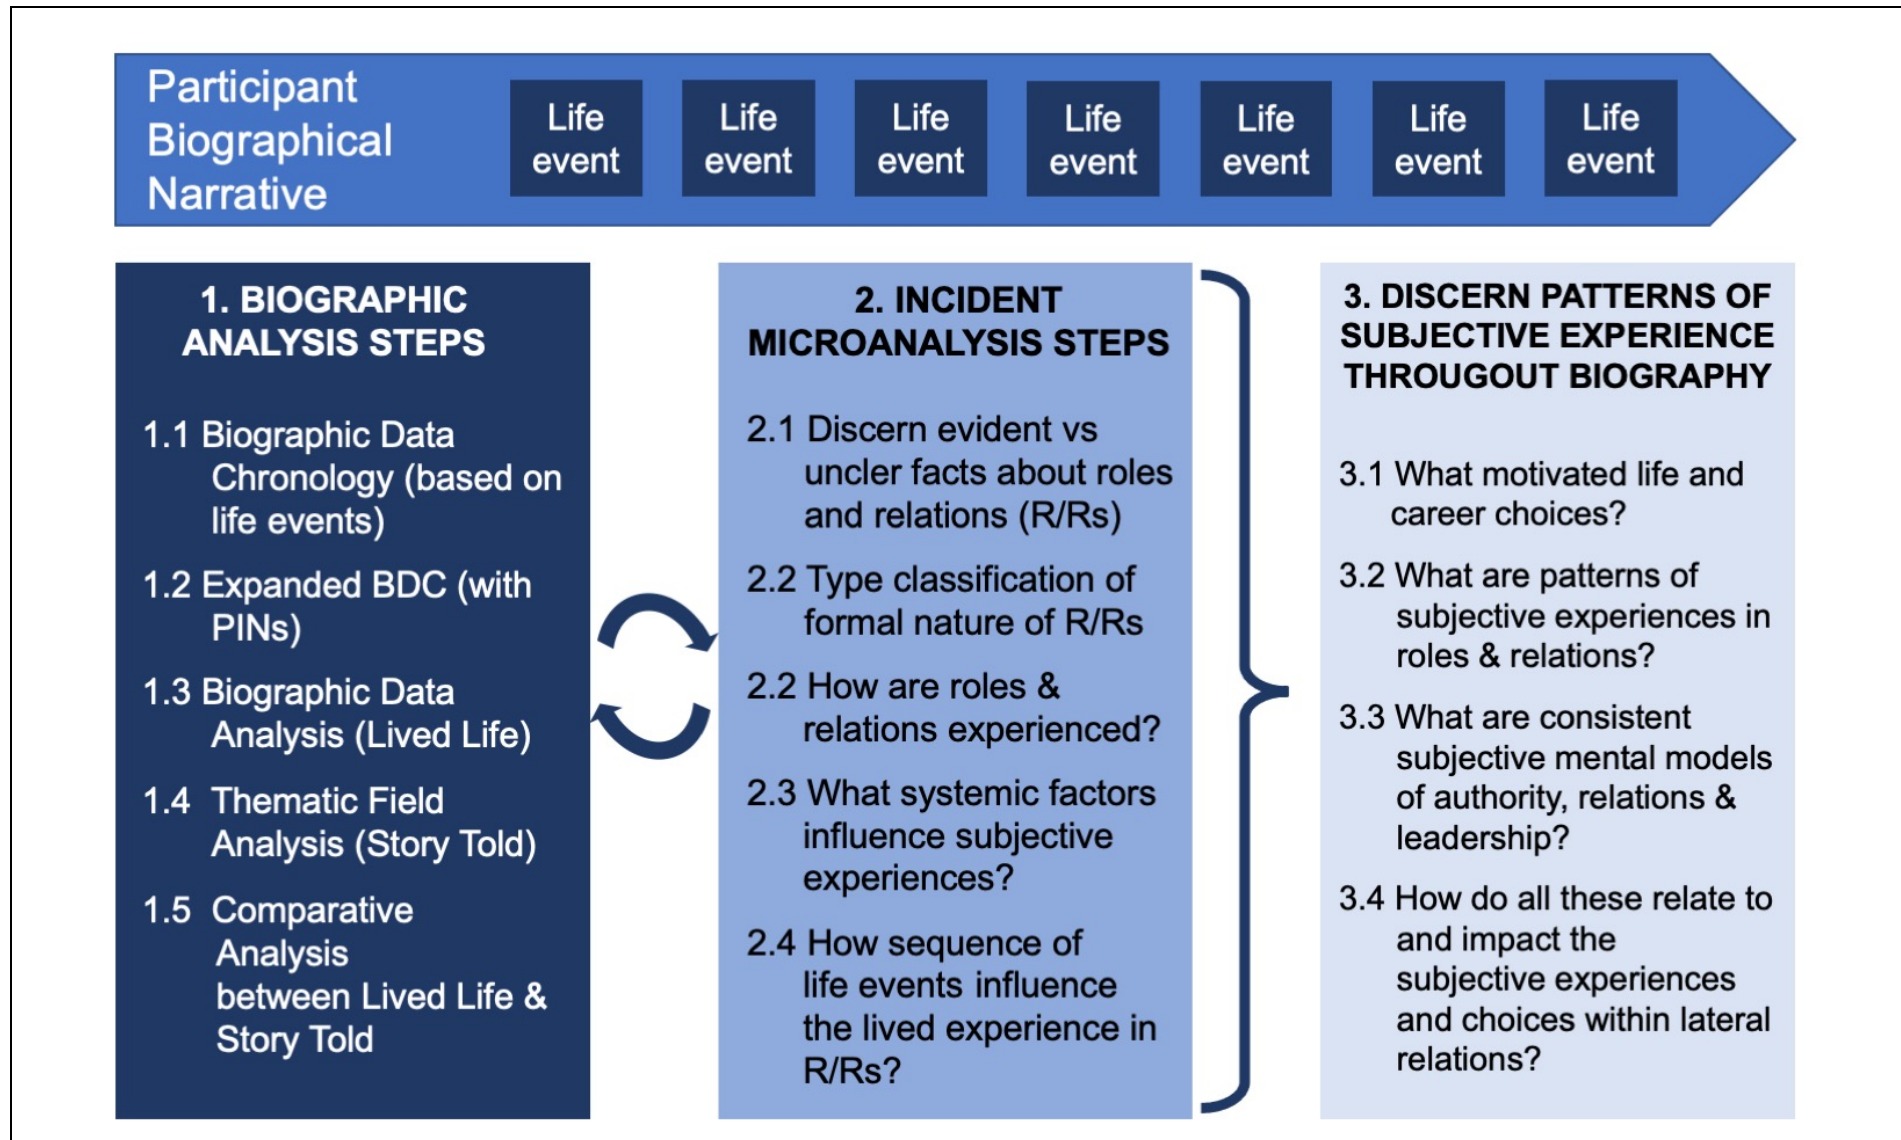 Participant
Biographical
Narrative
Life
event
Life
event
Life
event
Life
event
Life
event
Life
event
Life
event
1. BIOGRAPHIC
ANALYSIS STEPS
1.1 Biographic Data
Chronology (based on
life events)
1.2 Expanded BDC (with
PINs)
1.3 Biographic Data
Analysis (Lived Life)
1.4 Thematic Field
Analysis (Story Told)
1.5 Comparative
Analysis
between Lived Life &
Story Told
2. INCIDENT
MICROANALYSIS STEPS
2.1 Discern evident vs
uncler facts about roles
and relations (R/Rs)
2.2 Type classification of
formal nature of R/Rs
2.2 How are roles &
relations experienced?
2.3 What systemic factors
influence subjective
experiences?
2.4 How sequence of
life events influence
the lived experience in
R/Rs?
3. DISCERN PATTERNS OF
SUBJECTIVE EXPERIENCE
THROUGOUT BIOGRAPHY
3.1 What motivated life and
career choices?
3.2 What are patterns of
subjective experiences in
roles & relations?
3.3 What are consistent
subjective mental models
of authority, relations &
leadership?
3.4 How do all these relate to
and impact the
subjective experiences
and choices within lateral
relations?